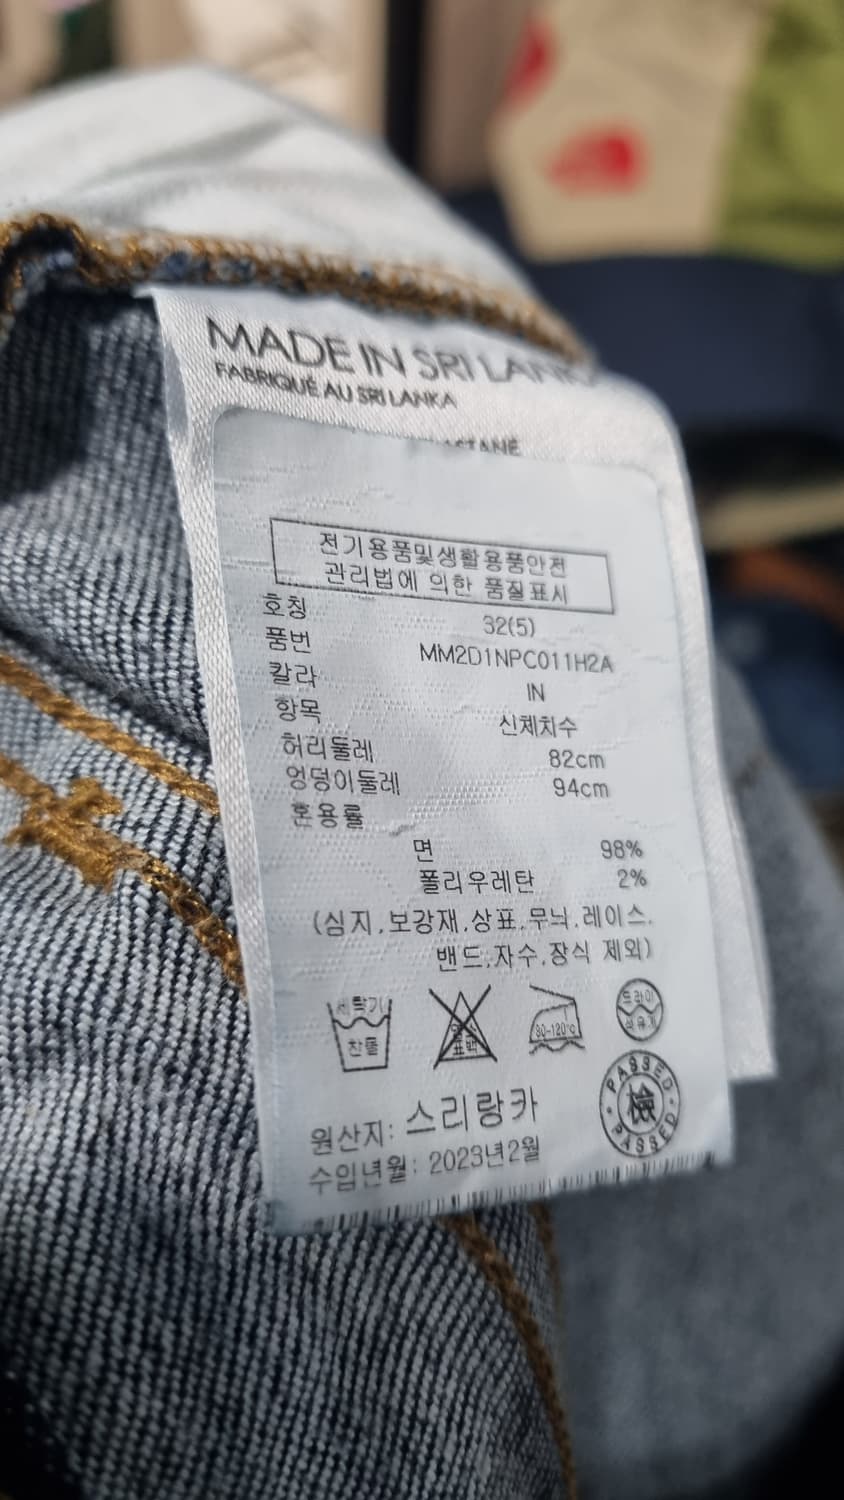 MADE IN SRI LANKA
FABRIQUÉ AU SRI LANKA
전기용품및생활용품안전
관리법에 의한 품질표시
호칭 32(5)
품번 MM2D1NPC011H2A
칼라 IN
항목 신체치수
허리둘레 82cm
엉덩이둘레 94cm
혼용률
면 98%
폴리우레탄 2%
(심지,보강재,상표,무늬,레이스,
밴드,자수,장식 제외)
세탁기
찬물
표백
80-120℃
드라이
석유계
PASSED
檢
PASSED
원산지: 스리랑카
수입년월: 2023년2월